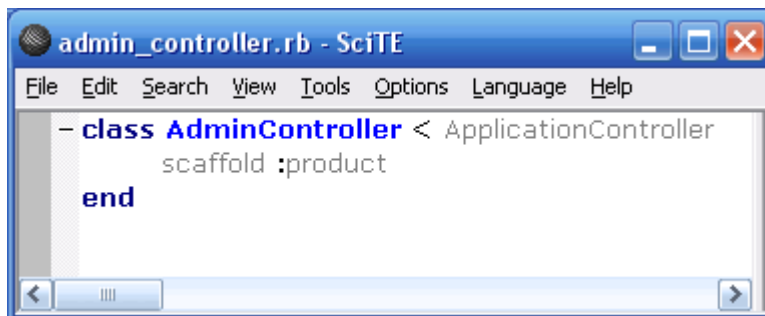 admin_controller.rb - SciTE
File Edit Search View Tools Options Language Help
class AdminController < ApplicationController
scaffold :product
end